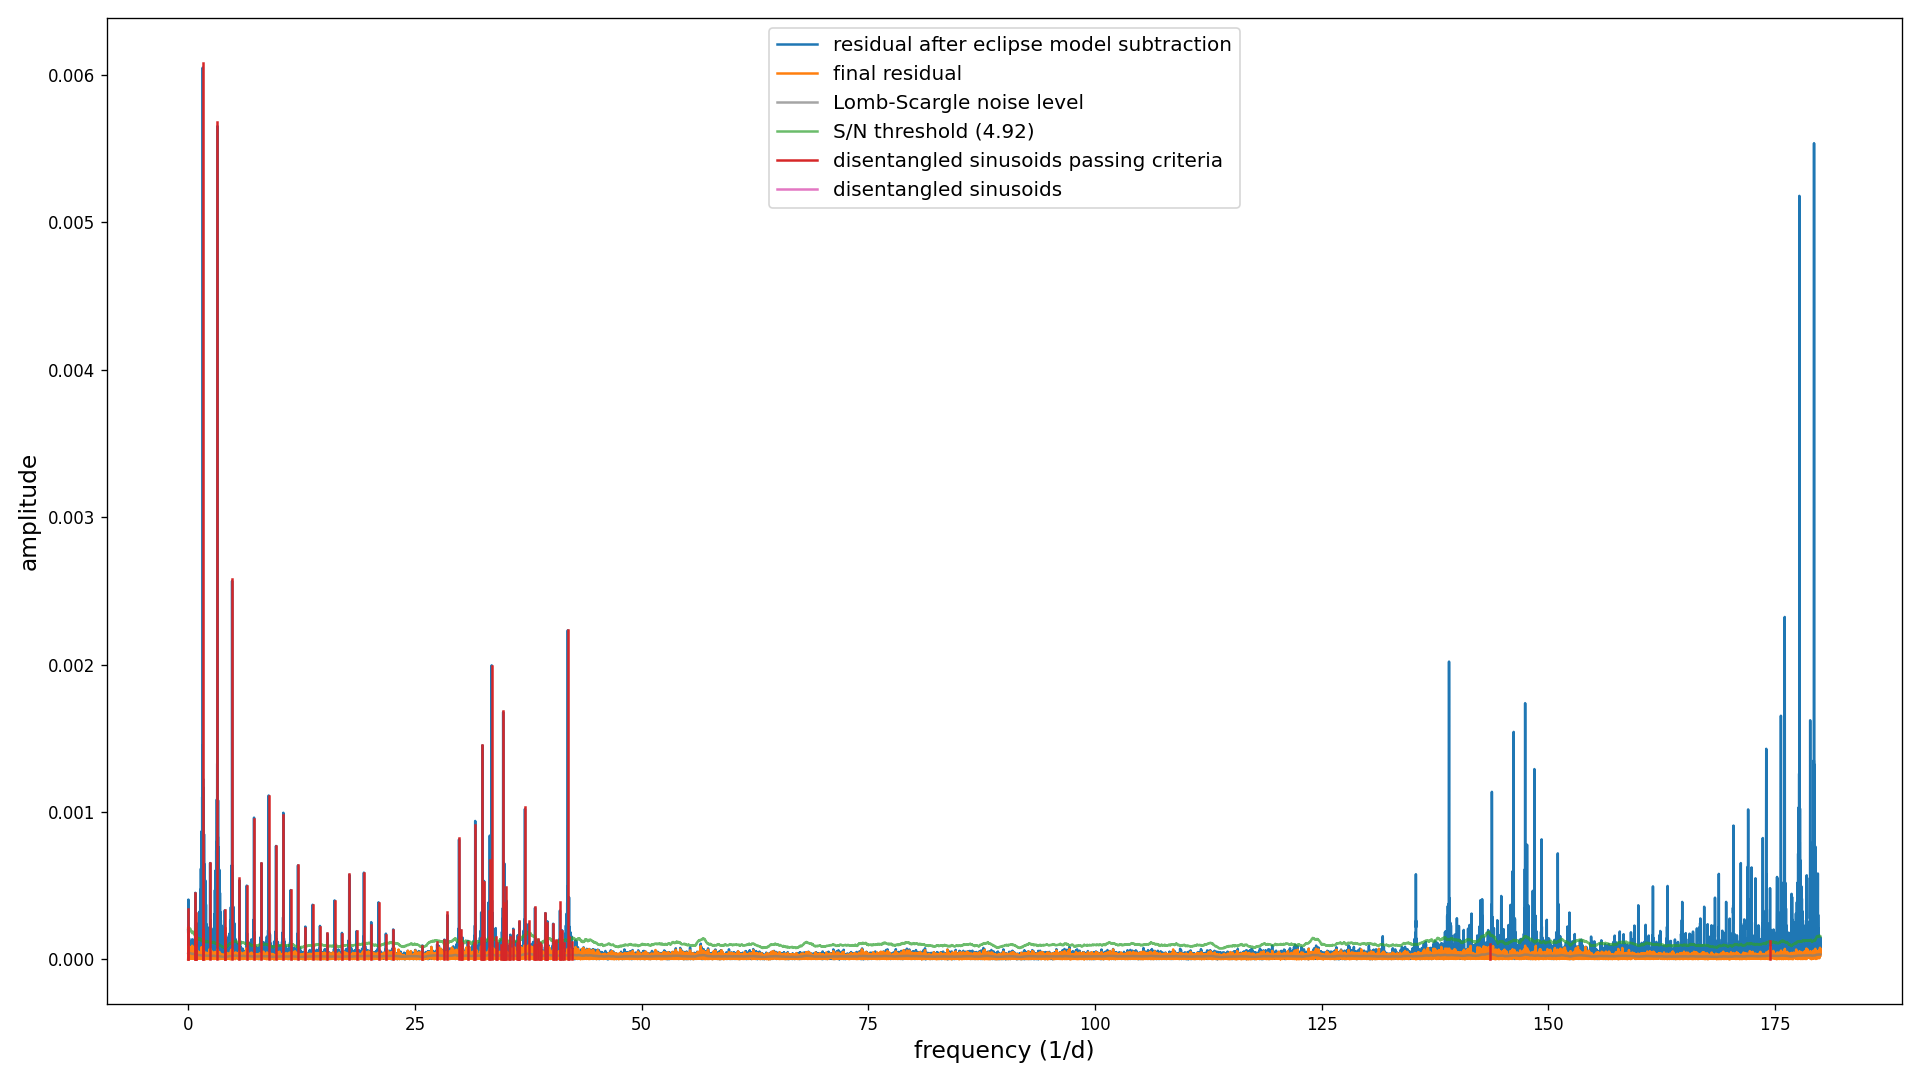 residual after eclipse model subtraction
final residual
Lomb-Scargle noise level
S/N threshold (4.92)
disentangled sinusoids passing criteria
disentangled sinusoids
0.006
0.005
0.004
0.003
0.002
0.001
0.000
amplitude
0 25 50 75 100 125 150 175
frequency (1/d)